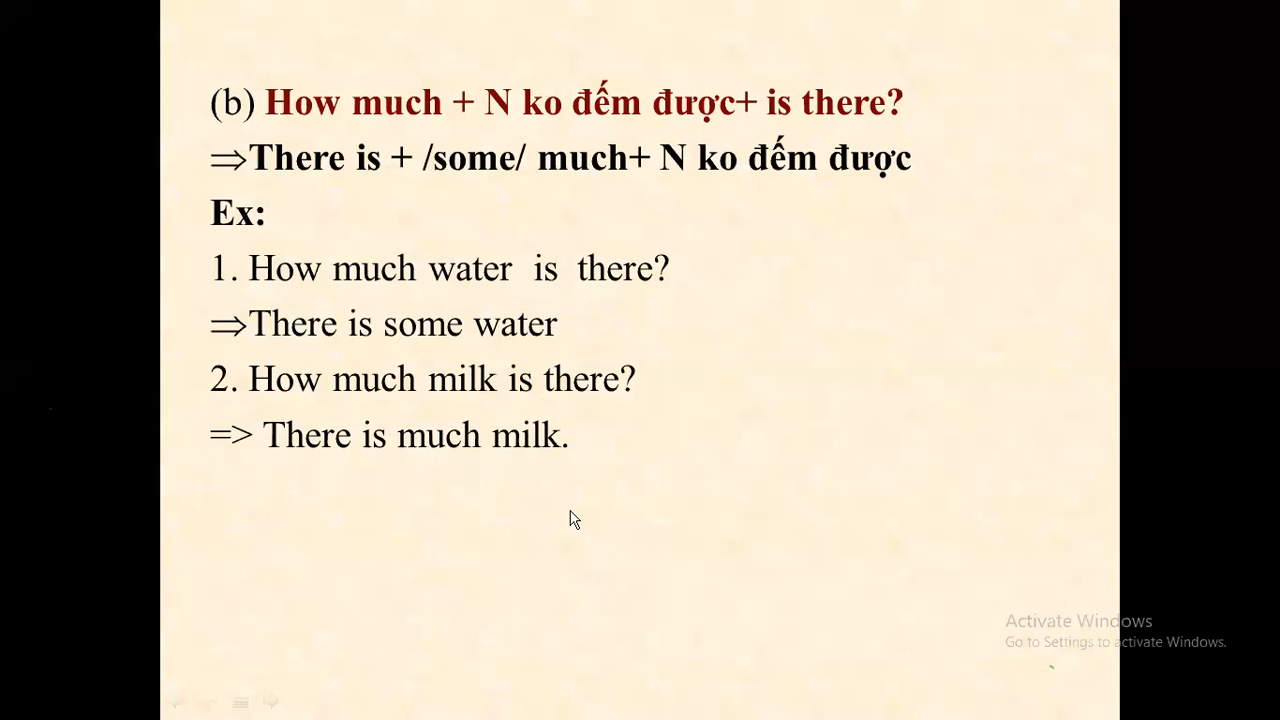 (b) How much + N ko đếm được+ is there?
⇒There is + /some/ much+ N ko đếm được
Ex:
1. How much water is there?
⇒There is some water
2. How much milk is there?
=> There is much milk.
Activate Windows
Go to Settings to activate Windows.